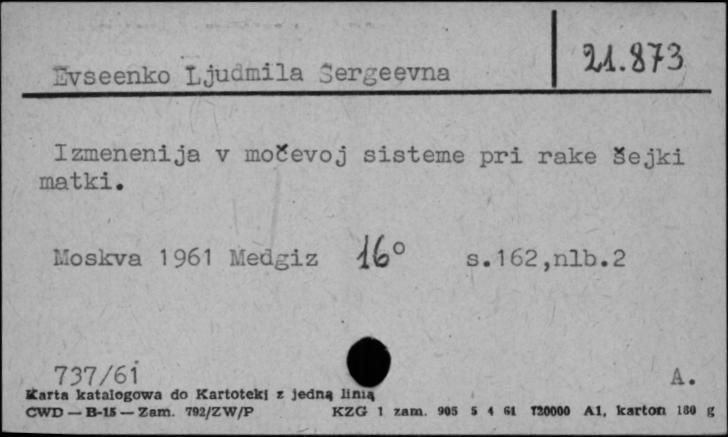 Evseenko Ljudmila Sergeevna
21.873
Izmenenija v močevoj sisteme pri rake šejki
matki.
Moskva 1961 Medgiz 16° s.162,nlb.2
737/61 A.
Karta katalogowa do Kartoteki z jedną linią
CWD — B-15 — Zam. 792/ZW/P KZG 1 zam. 905 5 4 61 T20000 A1, karton 180 g